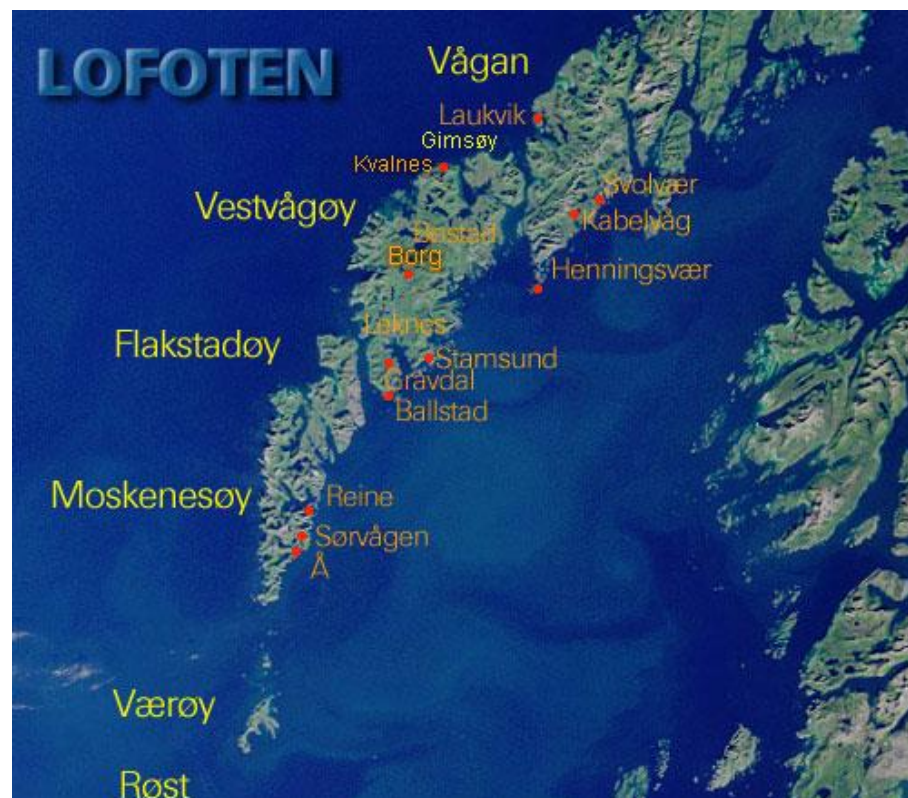 LOFOTEN
Vågan
Laukvik
Gimsøy
Kvalnes
Svolvær
Vestvågøy
Kabelvåg
Bøstad
Borg
Henningsvær
Leknes
Flakstadøy
Stamsund
Gravdal
Ballstad
Moskenesøy
Reine
Sørvågen
Å
Værøy
Røst